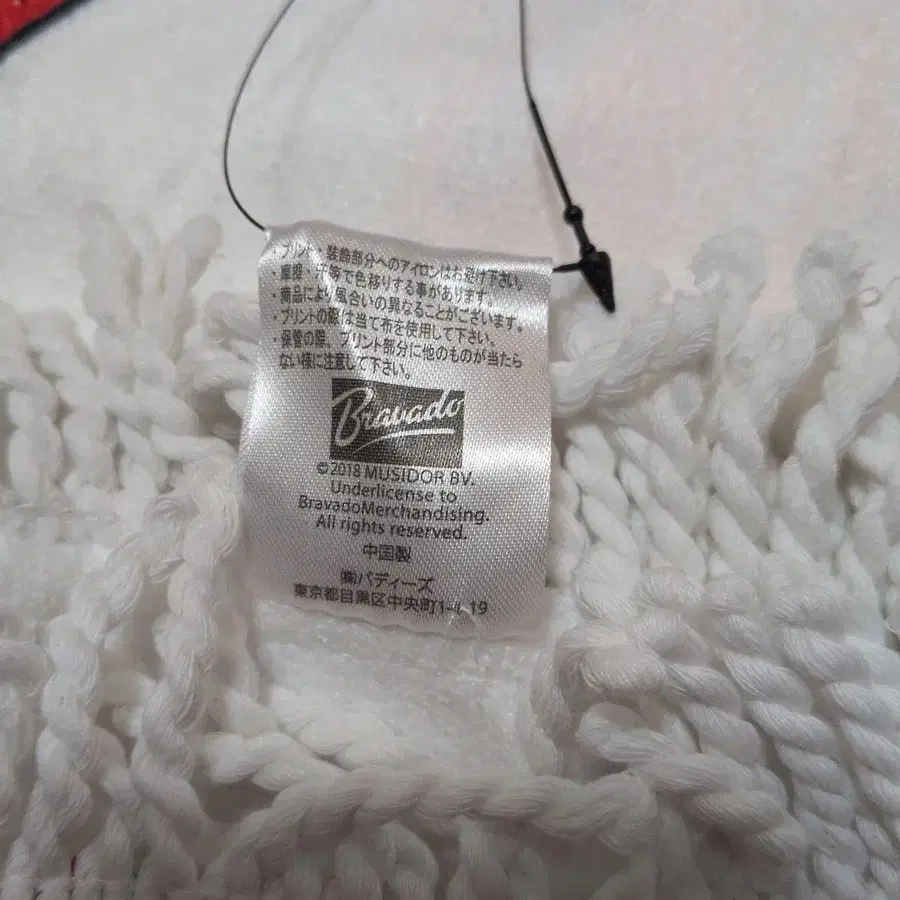 ・プリント・装飾部分へのアイロンはお避け下さい。
・摩擦・汗等で色移りする事があります。
・商品により風合いの異なることがございます。
・プリントの際は当て布を使用して下さい。
・保管の際、プリント部分に他のものが当たら
ない様に注意して下さい。
Bravado
©2018 MUSIDOR BV.
Underlicense to
BravadoMerchandising.
All rights reserved.
中国製
㈱バディーズ
東京都目黒区中央町1-4-19